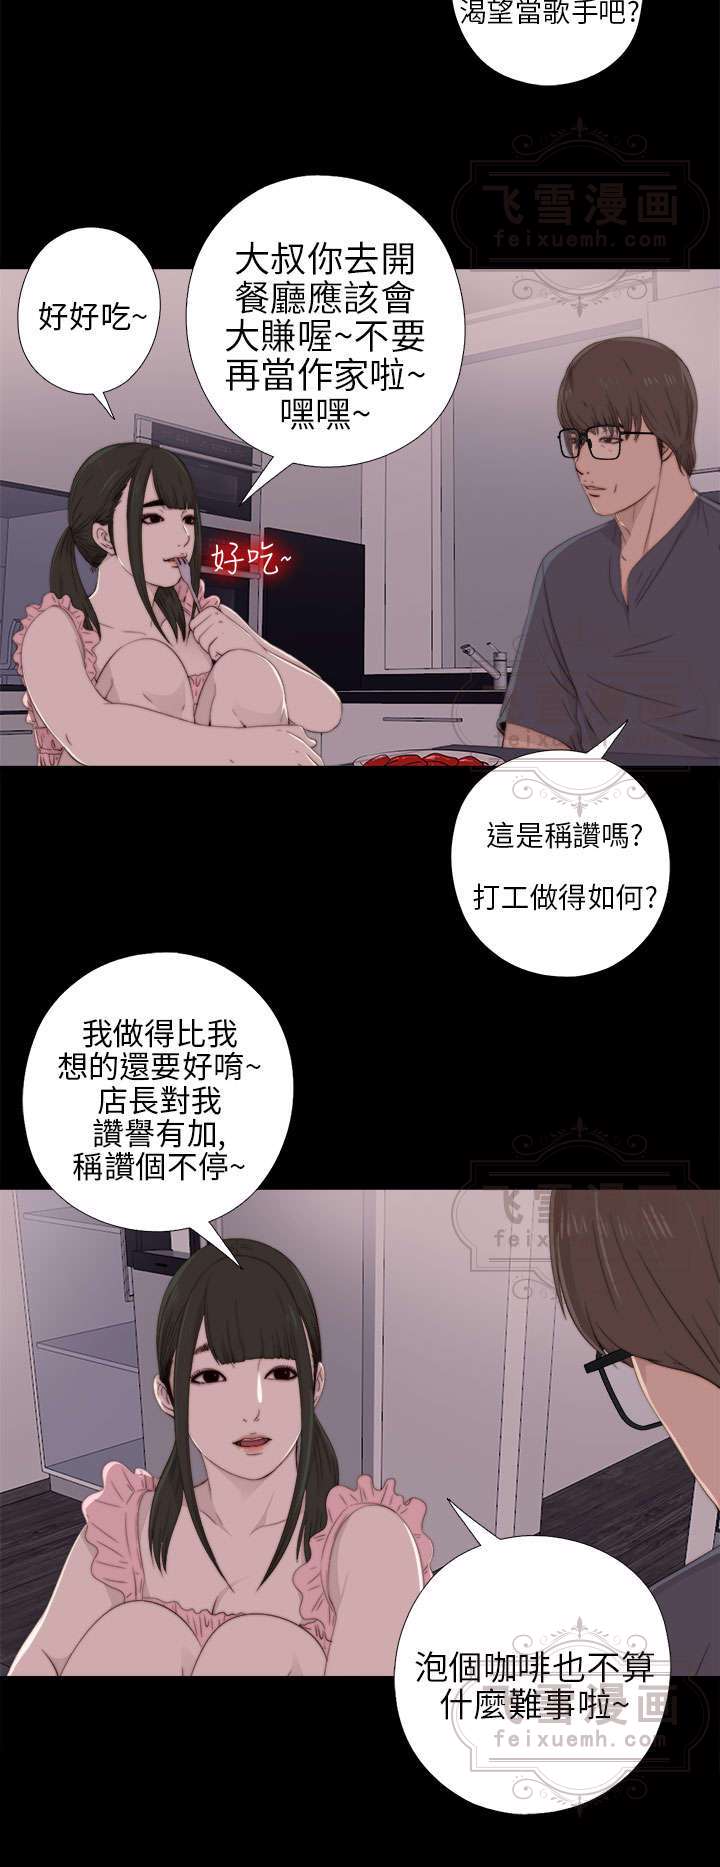 渴望當歌手吧?
飞雪漫画
feixuemh.com
大叔你去開
餐廳應該會
大賺喔~不要
再當作家啦~
嘿嘿~
好好吃~
好吃~
這是稱讚嗎?
打工做得如何?
我做得比我
想的還要好唷~
店長對我
讚譽有加,
稱讚個不停~
飞雪漫画
feixuemh.com
泡個咖啡也不算
什麼難事啦~
飞雪漫画
feixuemh.com